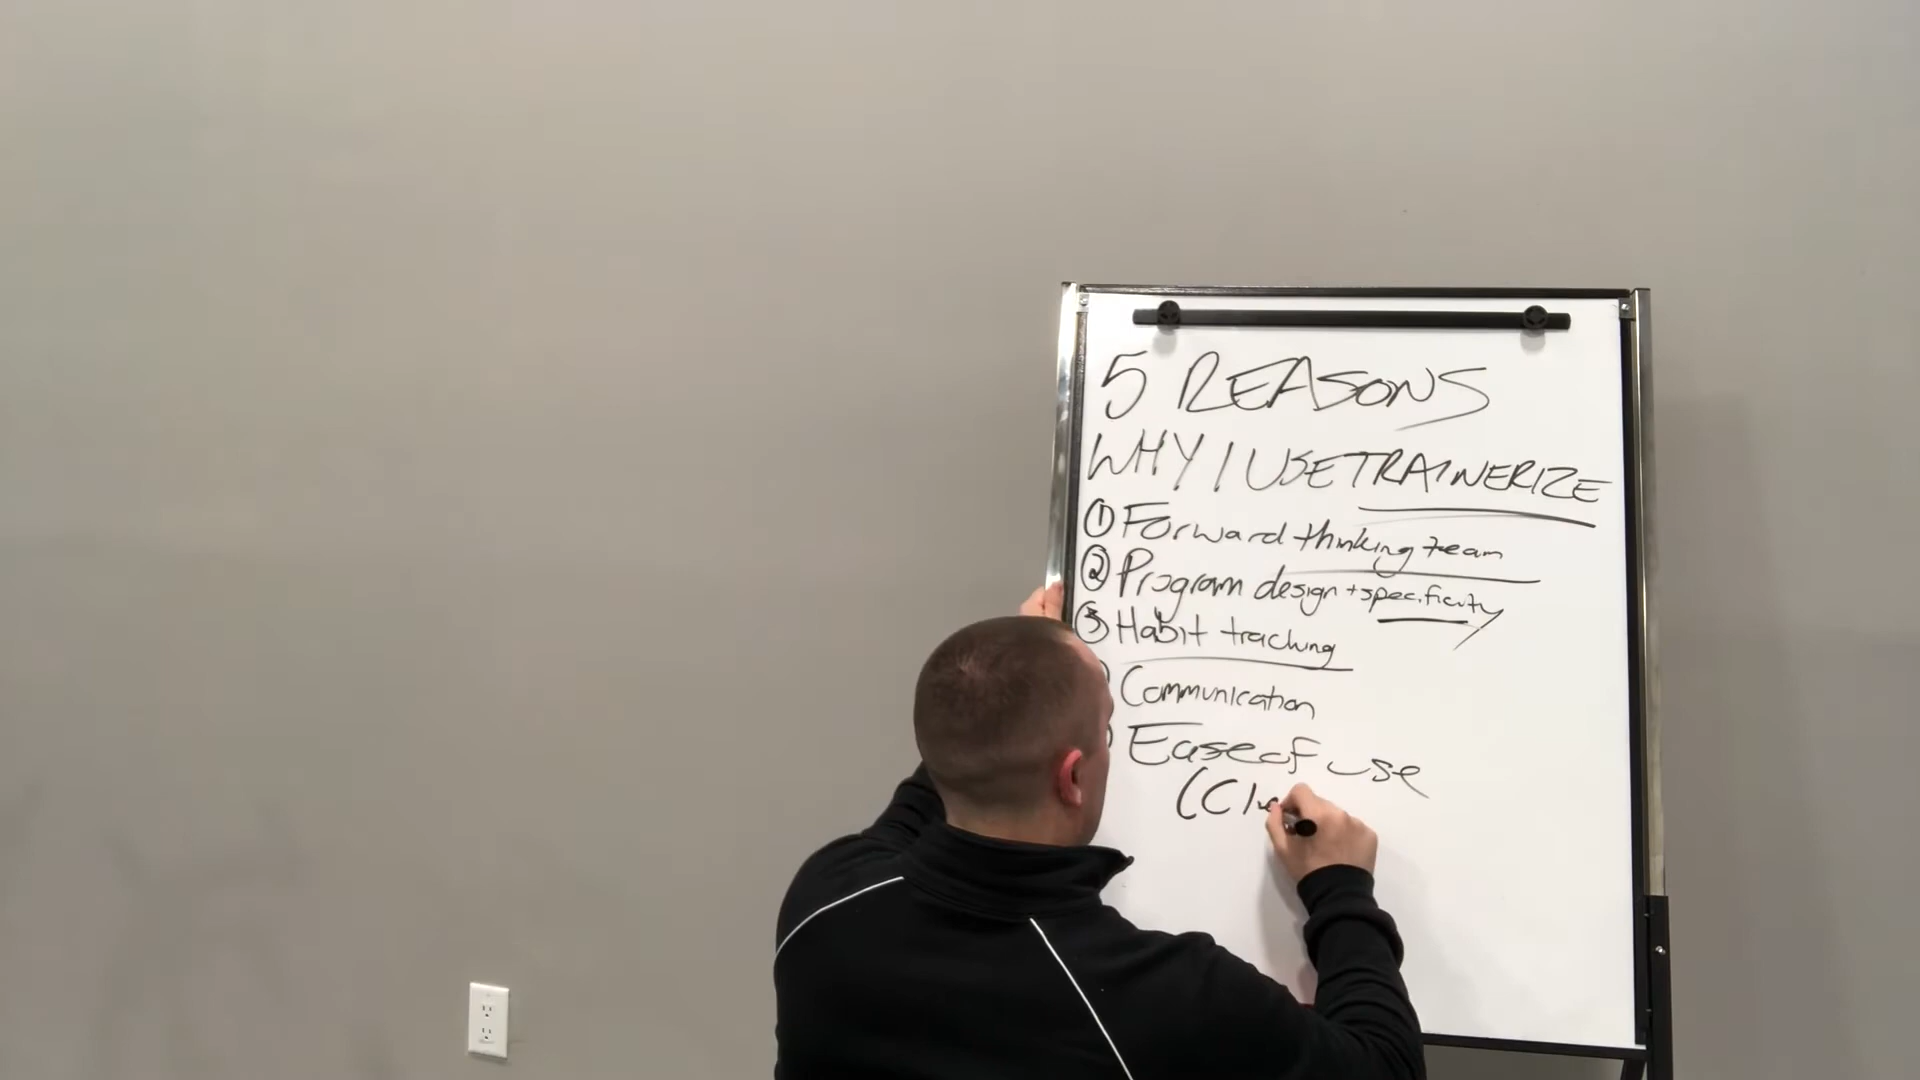 5 REASONS
WHY I USE TRAINERIZE
① Forward thinking team
② Program design + specificity
③ Habit tracking
Communication
Ease of use
(Cl